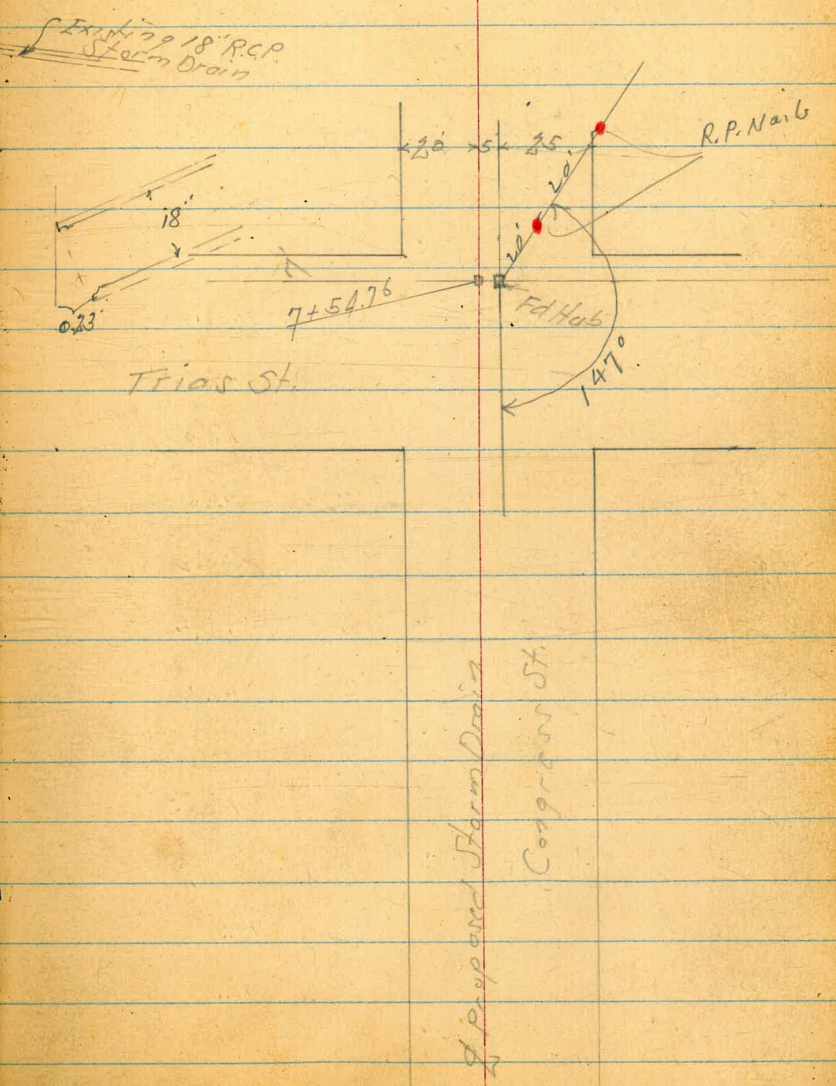 Existing 18" R.C.P.
Storm Drain
20' 5 25
R.P. Nails
20'
20'
18"
7+54.76
Fd Hub
0.23'
147°
Trias St.
℄ proposed Storm Drain
Congress St.